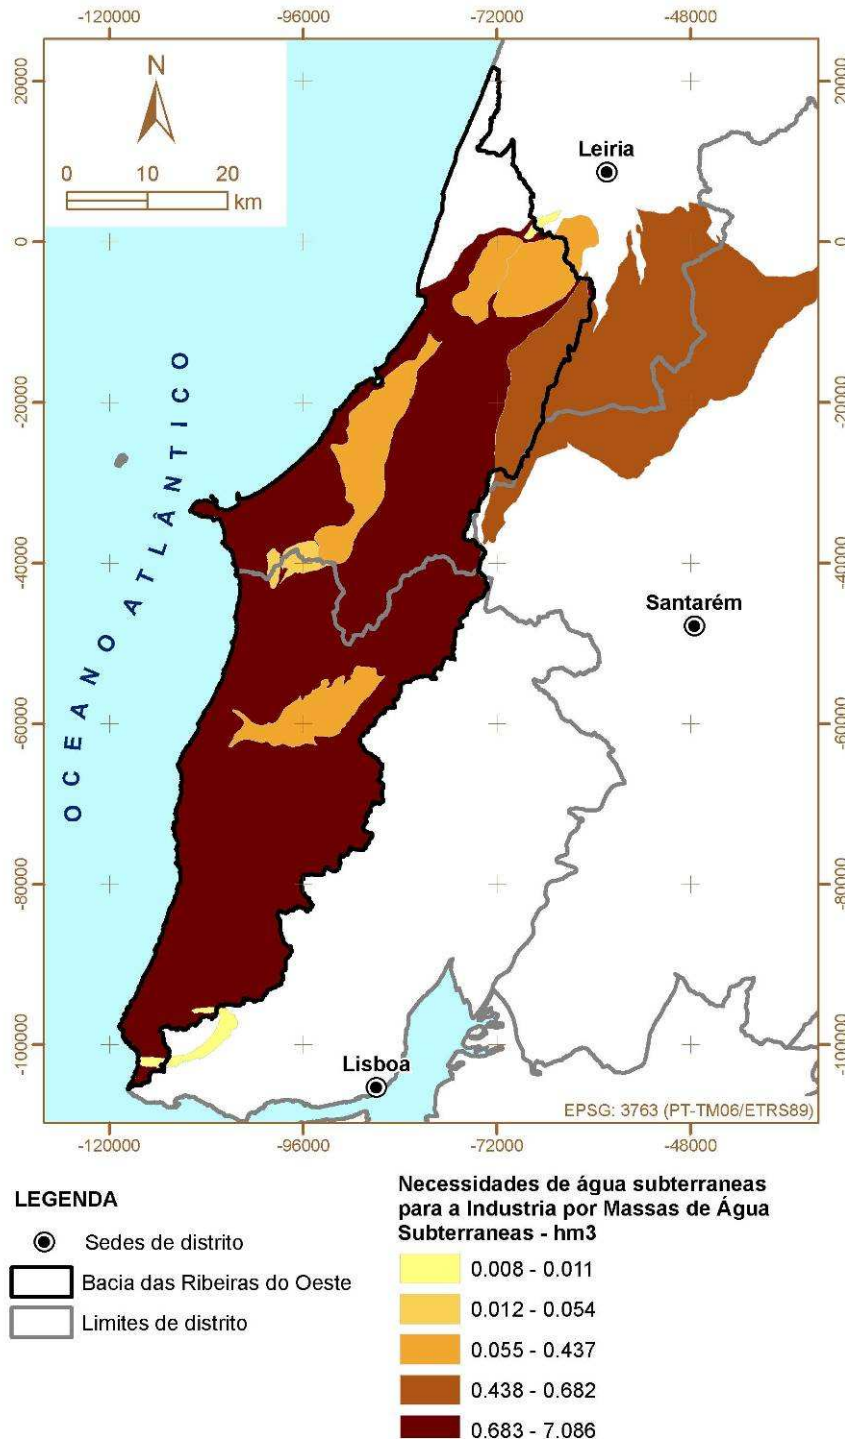 -120000 -96000 -72000 -48000
20000
0
-20000
-40000
-60000
-80000
-100000
N
0 10 20
km
Leiria
Santarém
Lisboa
OCEANO ATLÂNTICO
20000
0
-20000
-40000
-60000
-80000
-100000
EPSG: 3763 (PT-TM06/ETRS89)
-120000 -96000 -72000 -48000
LEGENDA
Sedes de distrito
Bacia das Ribeiras do Oeste
Limites de distrito
Necessidades de água subterraneas
para a Industria por Massas de Água
Subterraneas - hm3
0.008 - 0.011
0.012 - 0.054
0.055 - 0.437
0.438 - 0.682
0.683 - 7.086